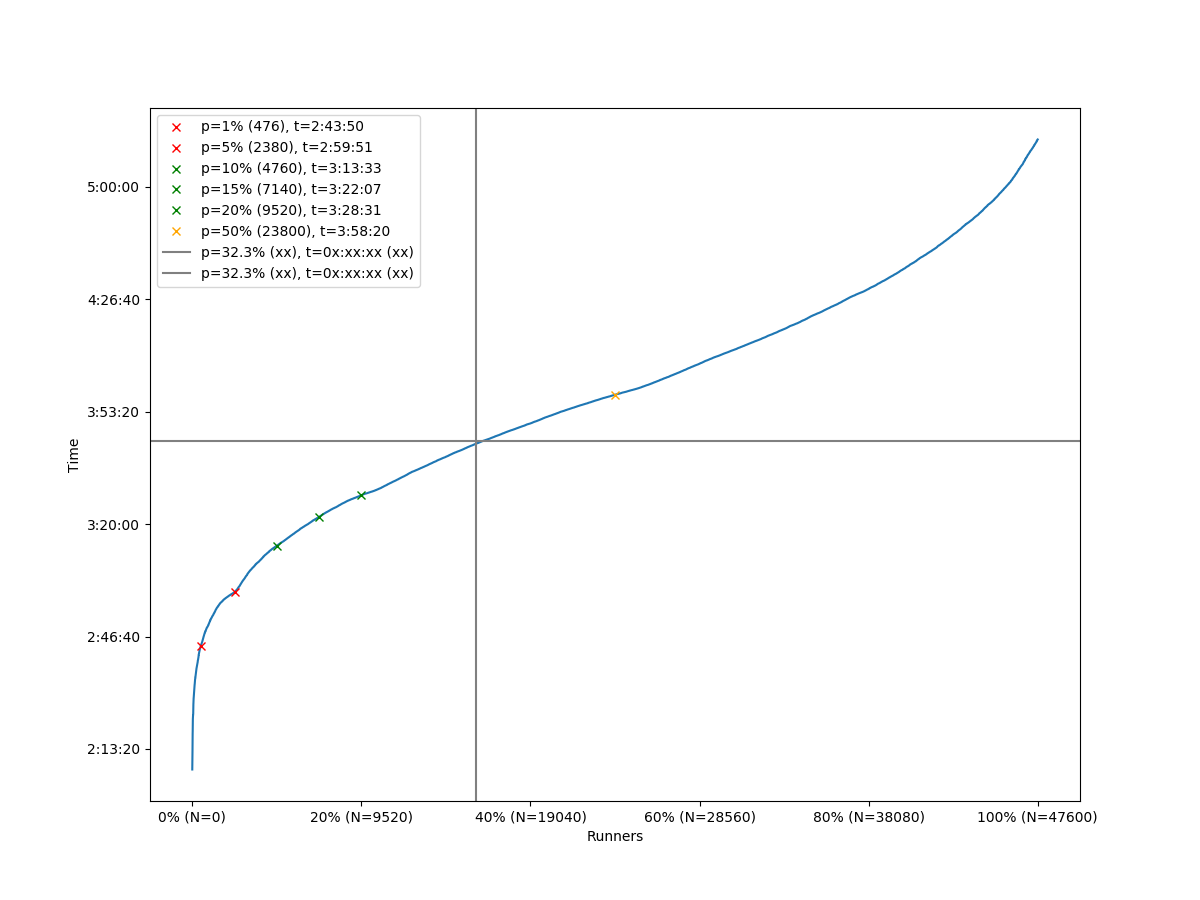 p=1% (476), t=2:43:50
p=5% (2380), t=2:59:51
p=10% (4760), t=3:13:33
p=15% (7140), t=3:22:07
p=20% (9520), t=3:28:31
p=50% (23800), t=3:58:20
p=32.3% (xx), t=0x:xx:xx (xx)
p=32.3% (xx), t=0x:xx:xx (xx)
5:00:00
4:26:40
3:53:20
3:20:00
2:46:40
2:13:20
Time
0% (N=0)
20% (N=9520)
40% (N=19040)
60% (N=28560)
80% (N=38080)
100% (N=47600)
Runners